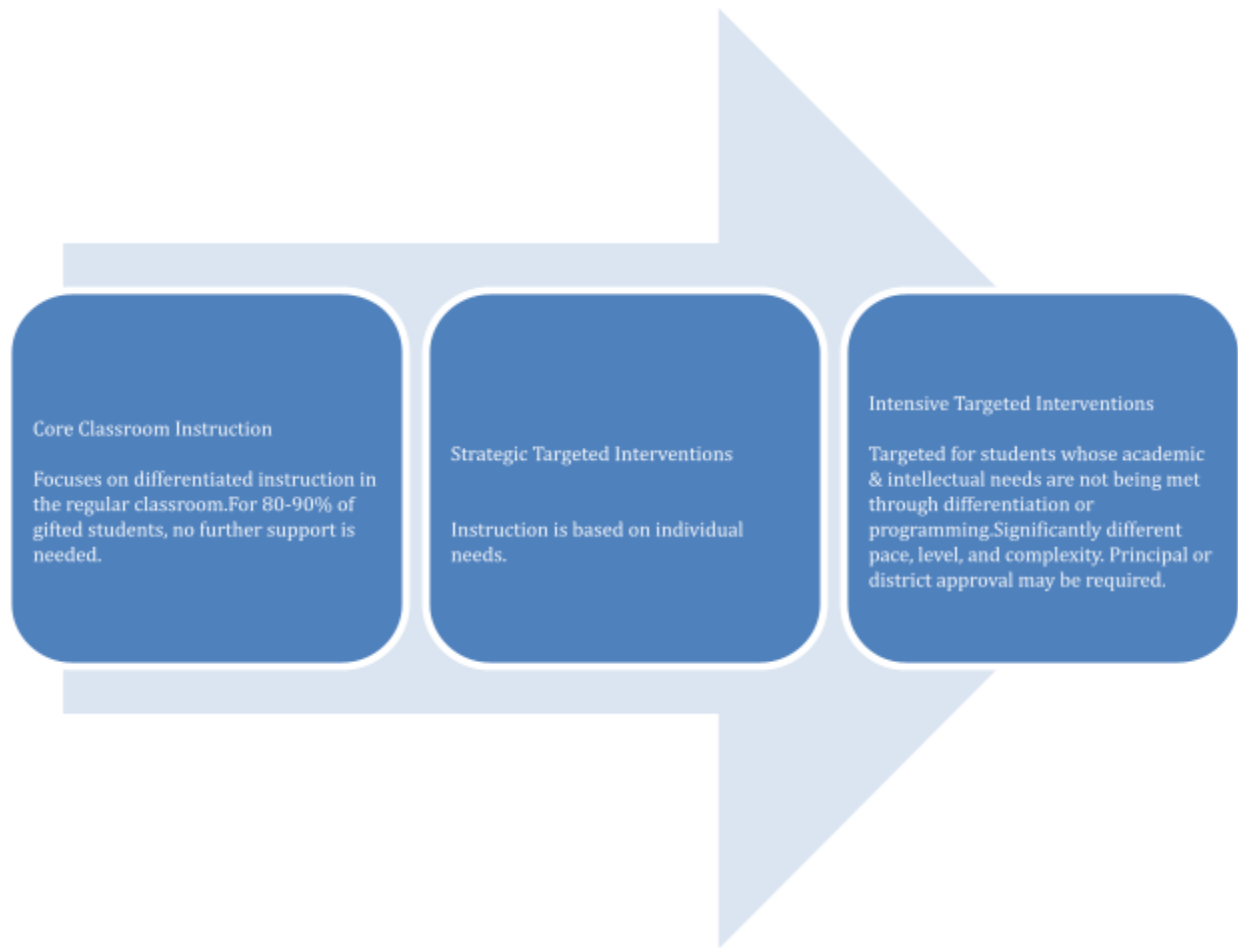 Core Classroom Instruction
Focuses on differentiated instruction in
the regular classroom.For 80-90% of
gifted students, no further support is
needed.
Strategic Targeted Interventions
Instruction is based on individual
needs.
Intensive Targeted Interventions
Targeted for students whose academic
& intellectual needs are not being met
through differentiation or
programming.Significantly different
pace, level, and complexity. Principal or
district approval may be required.